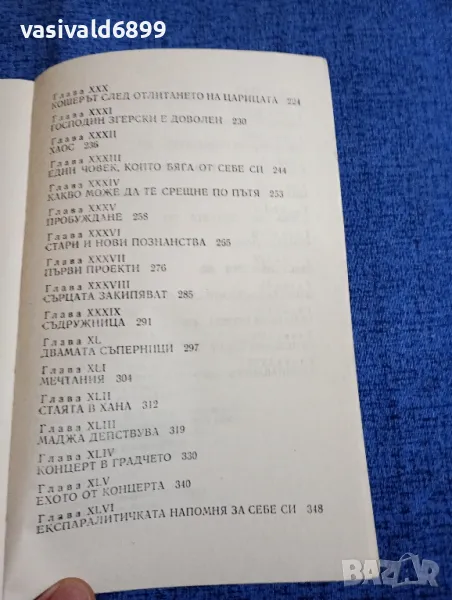 vasivald6899
Глава XXX
КОШЕРЪТ СЛЕД ОТЛИТАНЕТО НА ЦАРИЦАТА 224
Глава XXXI
ГОСПОДИН ЗГЕРСКИ Е ДОВОЛЕН 230
Глава XXXII
ХАОС 236
Глава XXXIII
ЕДИН ЧОВЕК, КОЙТО БЯГА ОТ СЕБЕ СИ 244
Глава XXXIV
КАКВО МОЖЕ ДА ТЕ СРЕЩНЕ ПО ПЪТЯ 253
Глава XXXV
ПРОБУЖДАНЕ 258
Глава XXXVI
СТАРИ И НОВИ ПОЗНАНСТВА 265
Глава XXXVII
ПЪРВИ ПРОЕКТИ 276
Глава XXXVIII
СЪРЦАТА ЗАКИПЯВАТ 285
Глава XXXIX
СЪДРУЖНИЦА 291
Глава XL
ДВАМАТА СЪПЕРНИЦИ 297
Глава XLI
МЕЧТАНИЯ 304
Глава XLII
СТАЯТА В ХАНА 312
Глава XLIII
МАДЖА ДЕЙСТВУВА 319
Глава XLIV
КОНЦЕРТ В ГРАДЧЕТО 330
Глава XLV
ЕХОТО ОТ КОНЦЕРТА 340
Глава XLVI
ЕКСПАРАЛИТИЧКАТА НАПОМНЯ ЗА СЕБЕ СИ 348
BAZAR